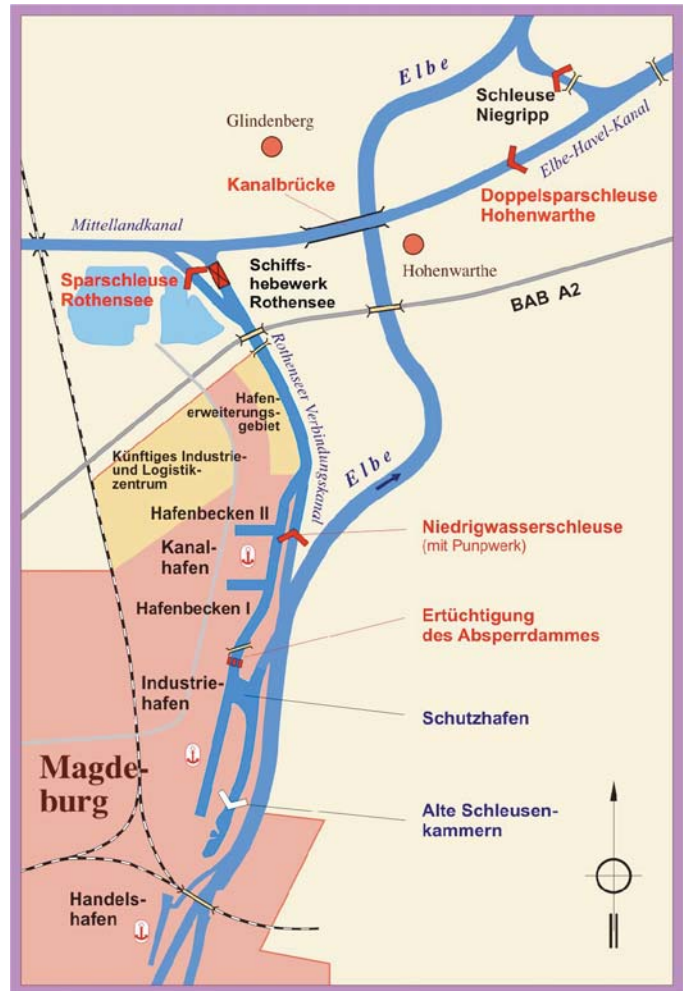 Elbe
Schleuse
Niegripp
Glindenberg
Elbe-Havel-Kanal
Kanalbrücke
Doppelsparschleuse
Hohenwarthe
Mittellandkanal
Sparschleuse
Rothensee
Schiffs-
hebewerk
Rothensee
Hohenwarthe
BAB A2
Rothenseer Verbindungskanal
Hafen-
erweiterungs-
gebiet
Künftiges Industrie-
und Logistik-
zentrum
Elbe
Hafenbecken II
Kanal-
hafen
Niedrigwasserschleuse
(mit Punpwerk)
Hafenbecken I
Ertüchtigung
des Absperrdammes
Industrie-
hafen
Schutzhafen
Magde-
burg
Alte Schleusen-
kammern
Handels-
hafen